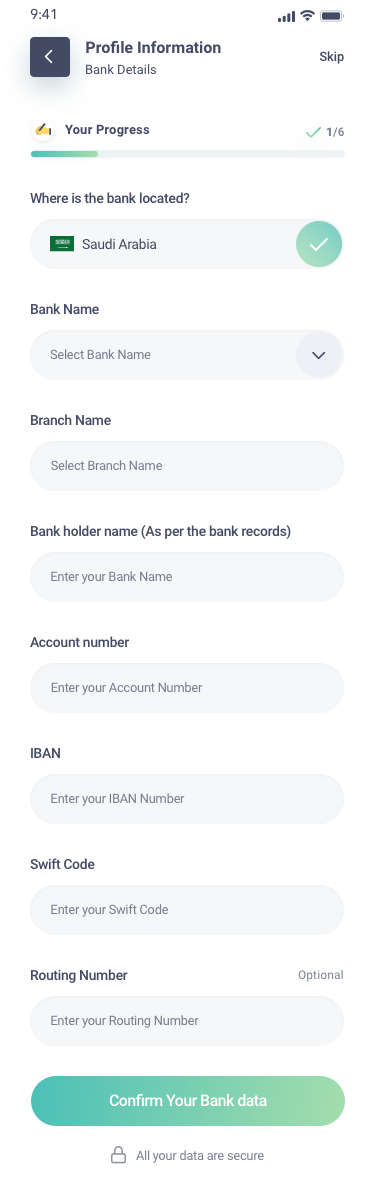 9:41
Profile Information
Bank Details
Skip
Your Progress
1/6
Where is the bank located?
Saudi Arabia
Bank Name
Select Bank Name
Branch Name
Select Branch Name
Bank holder name (As per the bank records)
Enter your Bank Name
Account number
Enter your Account Number
IBAN
Enter your IBAN Number
Swift Code
Enter your Swift Code
Routing Number
Optional
Enter your Routing Number
Confirm Your Bank data
All your data are secure